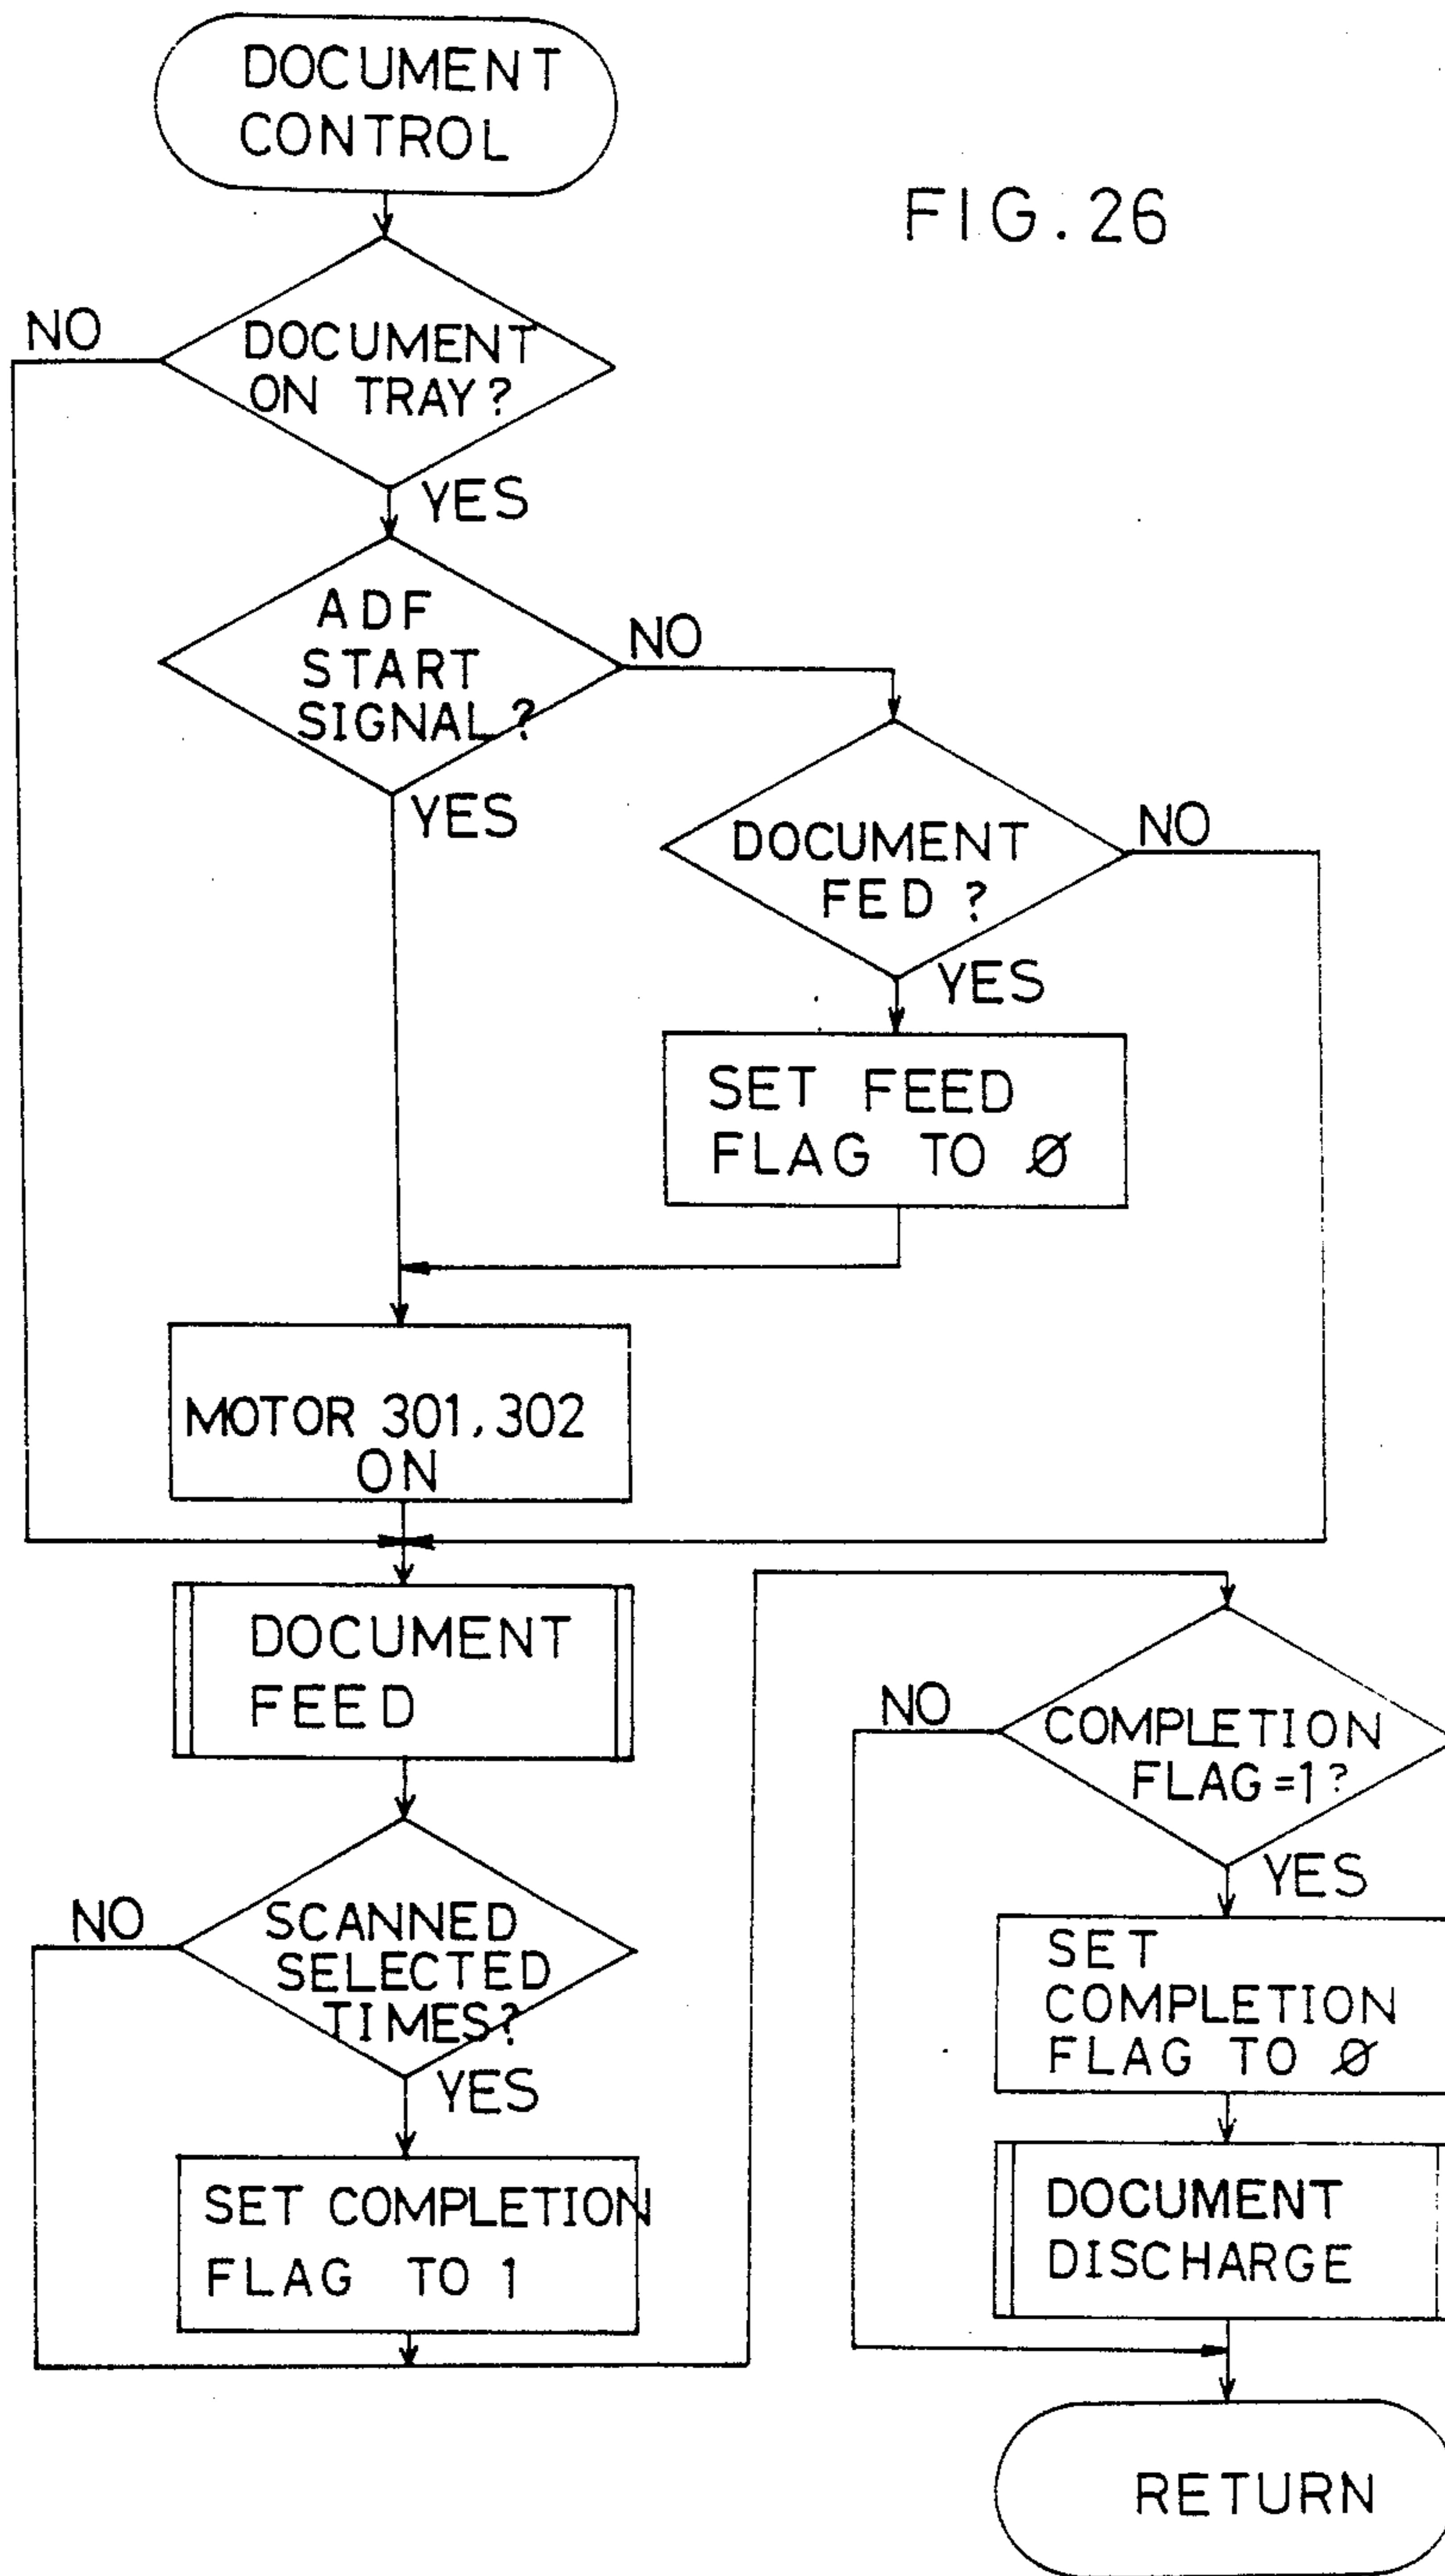 DOCUMENT
CONTROL
FIG.26
NO
DOCUMENT
ON TRAY?
YES
ADF
START
SIGNAL?
NO
YES
DOCUMENT
FED ?
NO
YES
SET FEED
FLAG TO Ø
MOTOR 301,302
ON
DOCUMENT
FEED
SCANNED
SELECTED
TIMES?
NO
YES
SET COMPLETION
FLAG TO 1
NO
COMPLETION
FLAG=1?
YES
SET
COMPLETION
FLAG TO Ø
DOCUMENT
DISCHARGE
RETURN